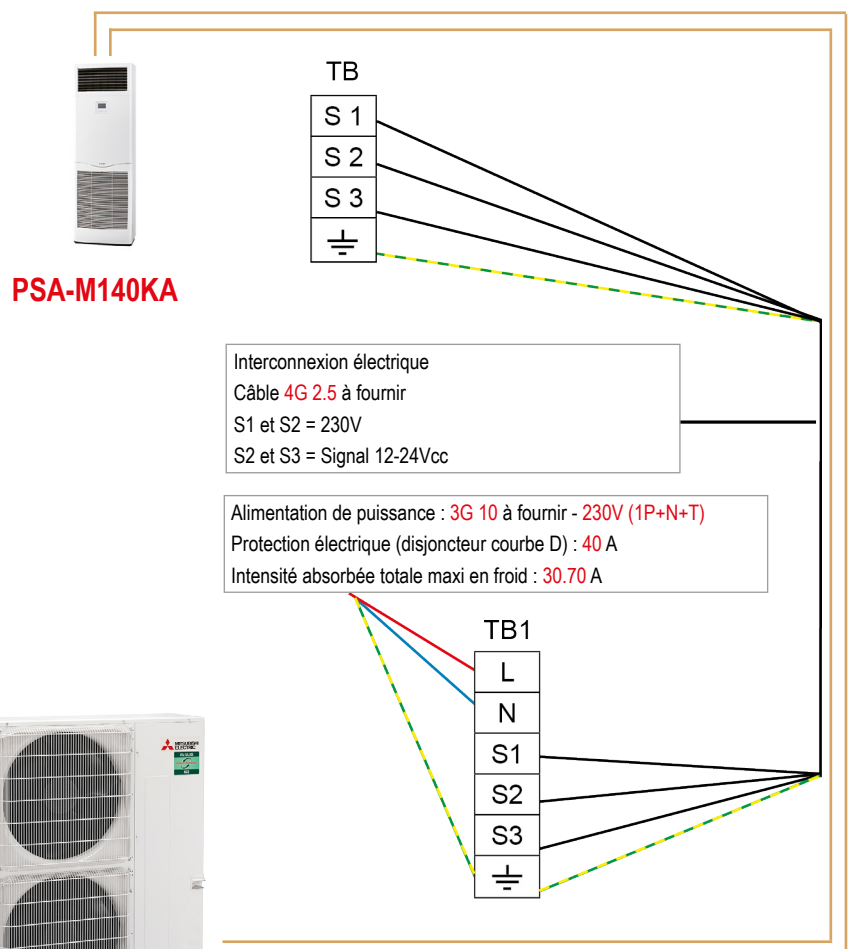 TB
S 1
S 2
S 3
PSA-M140KA
Interconnexion électrique
Câble 4G 2.5 à fournir
S1 et S2 = 230V
S2 et S3 = Signal 12-24Vcc
Alimentation de puissance : 3G 10 à fournir - 230V (1P+N+T)
Protection électrique (disjoncteur courbe D) : 40 A
Intensité absorbée totale maxi en froid : 30.70 A
TB1
L
N
S1
S2
S3
MITSUBISHI
ELECTRIC